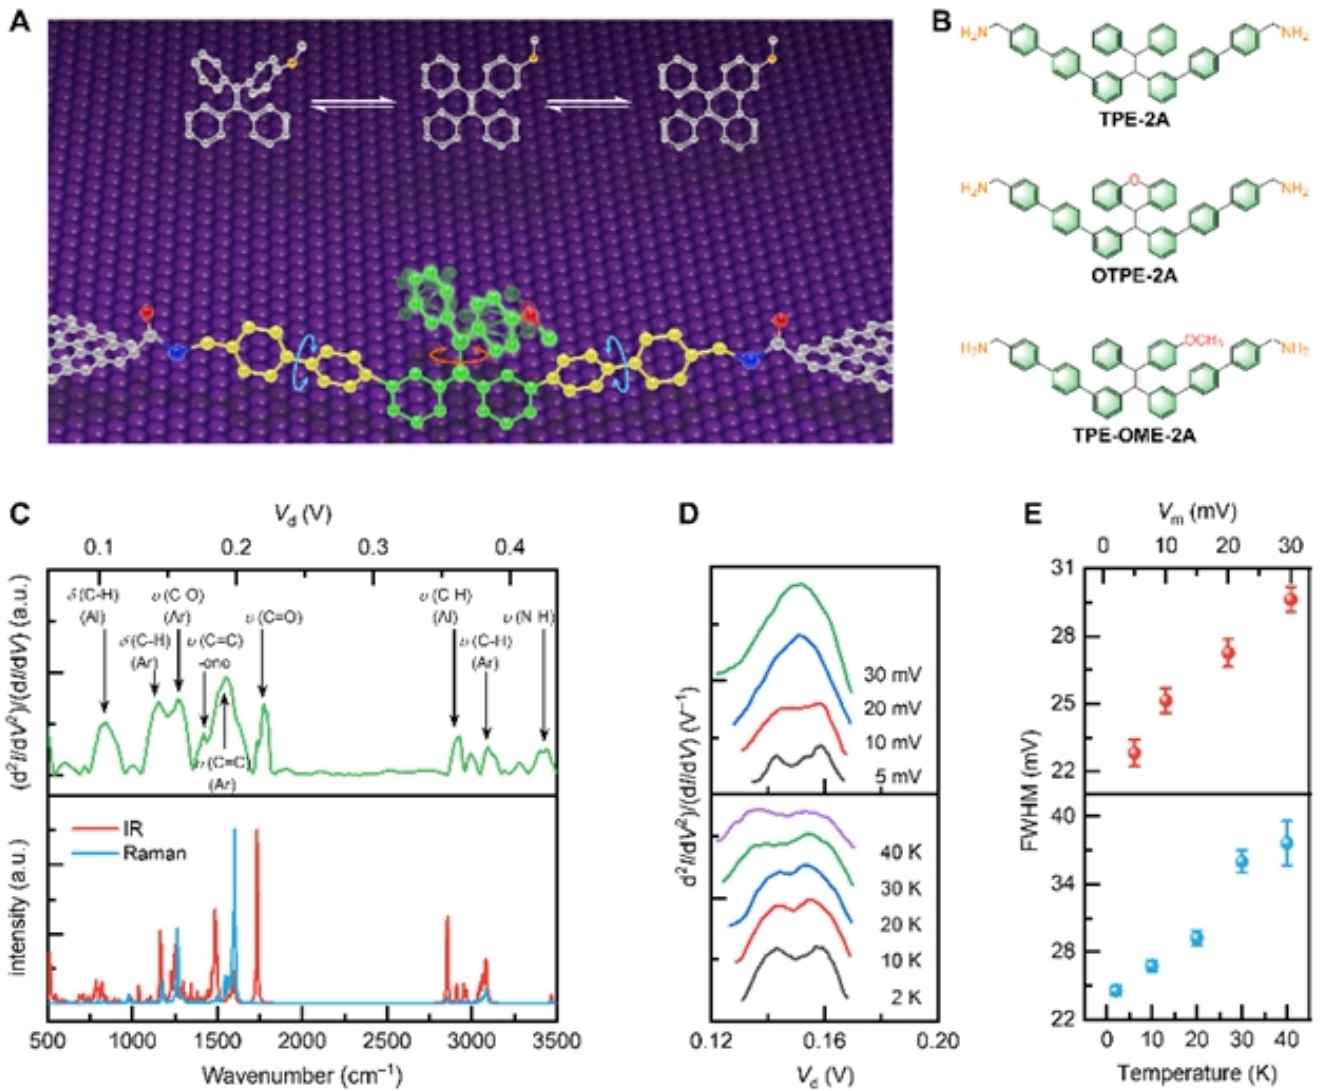 A
B
H₂N
NH₂
TPE-2A
O
H₂N
NH₂
OTPE-2A
OCH₃
H₂N
NH₂
TPE-OME-2A
C
V_d (V)
0.1 0.2 0.3 0.4
(d²I/dV²)/(dI/dV) (a.u.)
δ (C-H)
(Al)
υ (C O)
(Ar)
δ (C-H)
(Ar)
υ (C=C)
-ono
υ (C=O)
υ (C=C)
(Ar)
υ (C H)
(Al)
υ (C-H)
(Ar)
υ (N H)
intensity (a.u.)
IR
Raman
500 1000 1500 2000 2500 3000 3500
Wavenumber (cm⁻¹)
D
d²I/dV²)/(dI/dV) (V⁻¹)
30 mV
20 mV
10 mV
5 mV
40 K
30 K
20 K
10 K
2 K
0.12 0.16 0.20
V_d (V)
E
V_m (mV)
0 10 20 30
31
28
25
22
FWHM (mV)
40
34
28
22
0 10 20 30 40
Temperature (K)